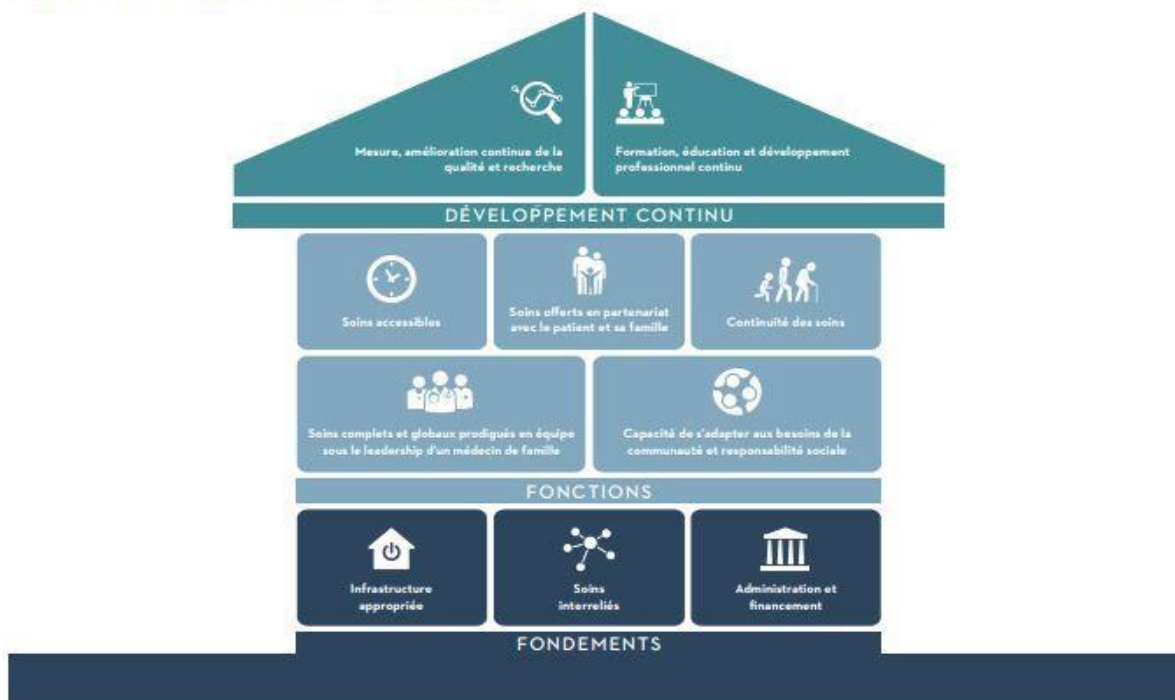 Mesure, amélioration continue de la
qualité et recherche
Formation, éducation et développement
professionnel continu
DÉVELOPPEMENT CONTINU
Soins accessibles
Soins offerts en partenariat
avec le patient et sa famille
Continuité des soins
Soins complets et globaux prodigués en équipe
sous le leadership d'un médecin de famille
Capacité de s'adapter aux besoins de la
communauté et responsabilité sociale
FONCTIONS
Infrastructure
appropriée
Soins
interreliés
Administration et
financement
FONDEMENTS